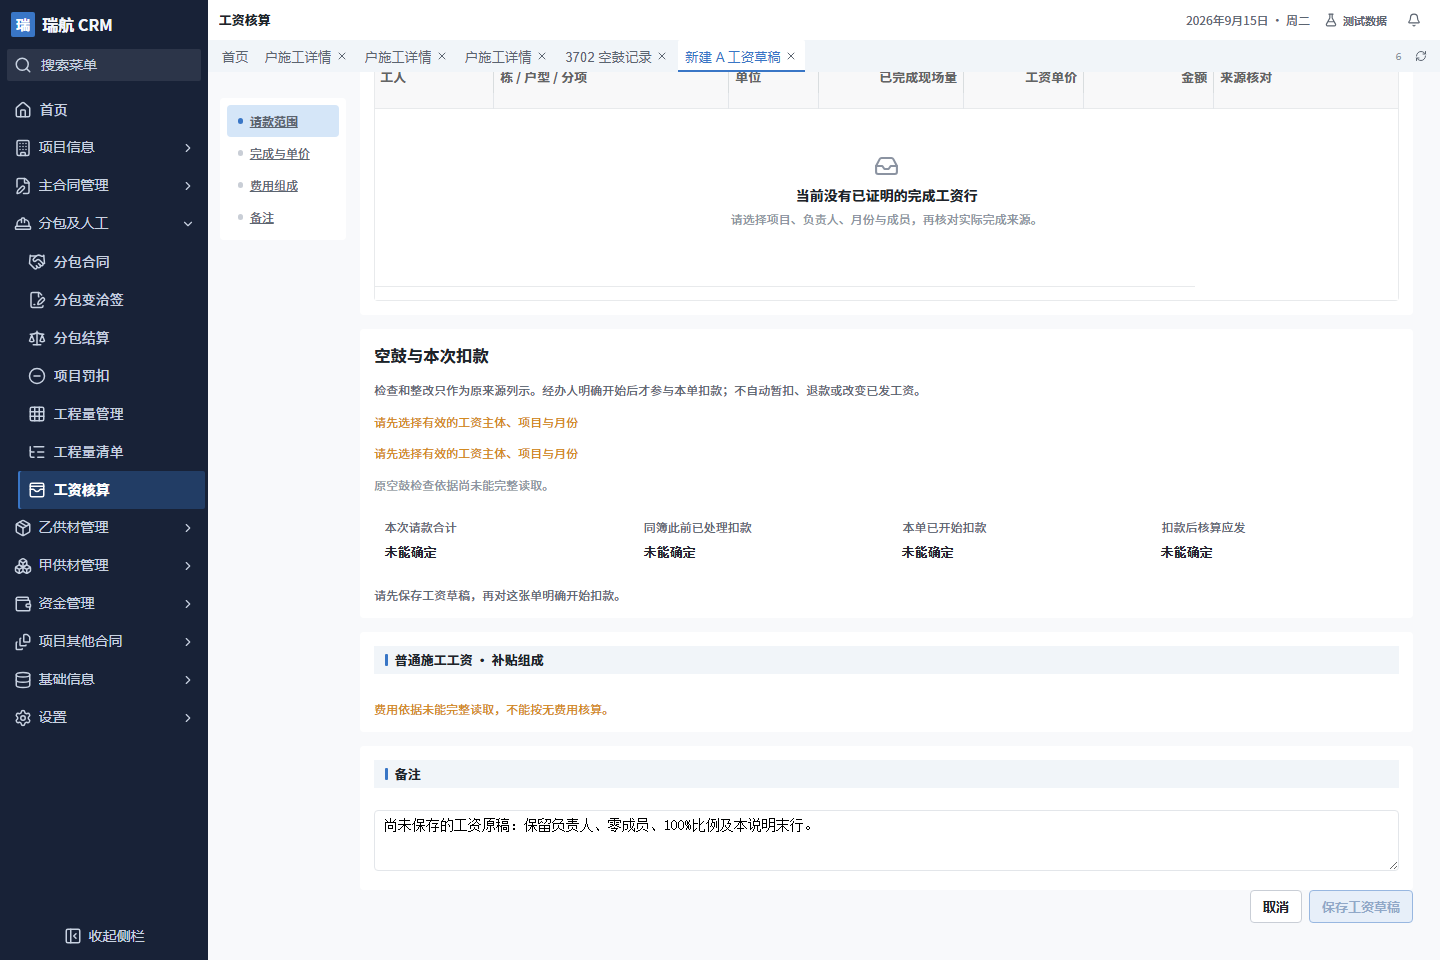 瑞 瑞航 CRM
搜索菜单
首页
项目信息
主合同管理
分包及人工
分包合同
分包变洽签
分包结算
项目罚扣
工程量管理
工程量清单
工资核算
乙供材管理
甲供材管理
资金管理
项目其他合同
基础信息
设置
收起侧栏
工资核算
2026年9月15日 • 周二
测试数据
首页
户施工详情
户施工详情
户施工详情
3702 空鼓记录
新建 A 工资草稿
6
请款范围
完成与单价
费用组成
备注
工人 栋 / 户型 / 分项 单位 已完成现场量 工资单价 金额 来源核对
当前没有已证明的完成工资行
请选择项目、负责人、月份与成员，再核对实际完成来源。
空鼓与本次扣款
检查和整改只作为原来源列示。经办人明确开始后才参与本单扣款；不自动暂扣、退款或改变已发工资。
请先选择有效的工资主体、项目与月份
请先选择有效的工资主体、项目与月份
原空鼓检查依据尚未能完整读取。
本次请款合计 同簿此前已处理扣款 本单已开始扣款 扣款后核算应发
未能确定 未能确定 未能确定 未能确定
请先保存工资草稿，再对这张单明确开始扣款。
普通施工工资 • 补贴组成
费用依据未能完整读取，不能按无费用核算。
备注
尚未保存的工资原稿：保留负责人、零成员、100%比例及本说明末行。
取消 保存工资草稿